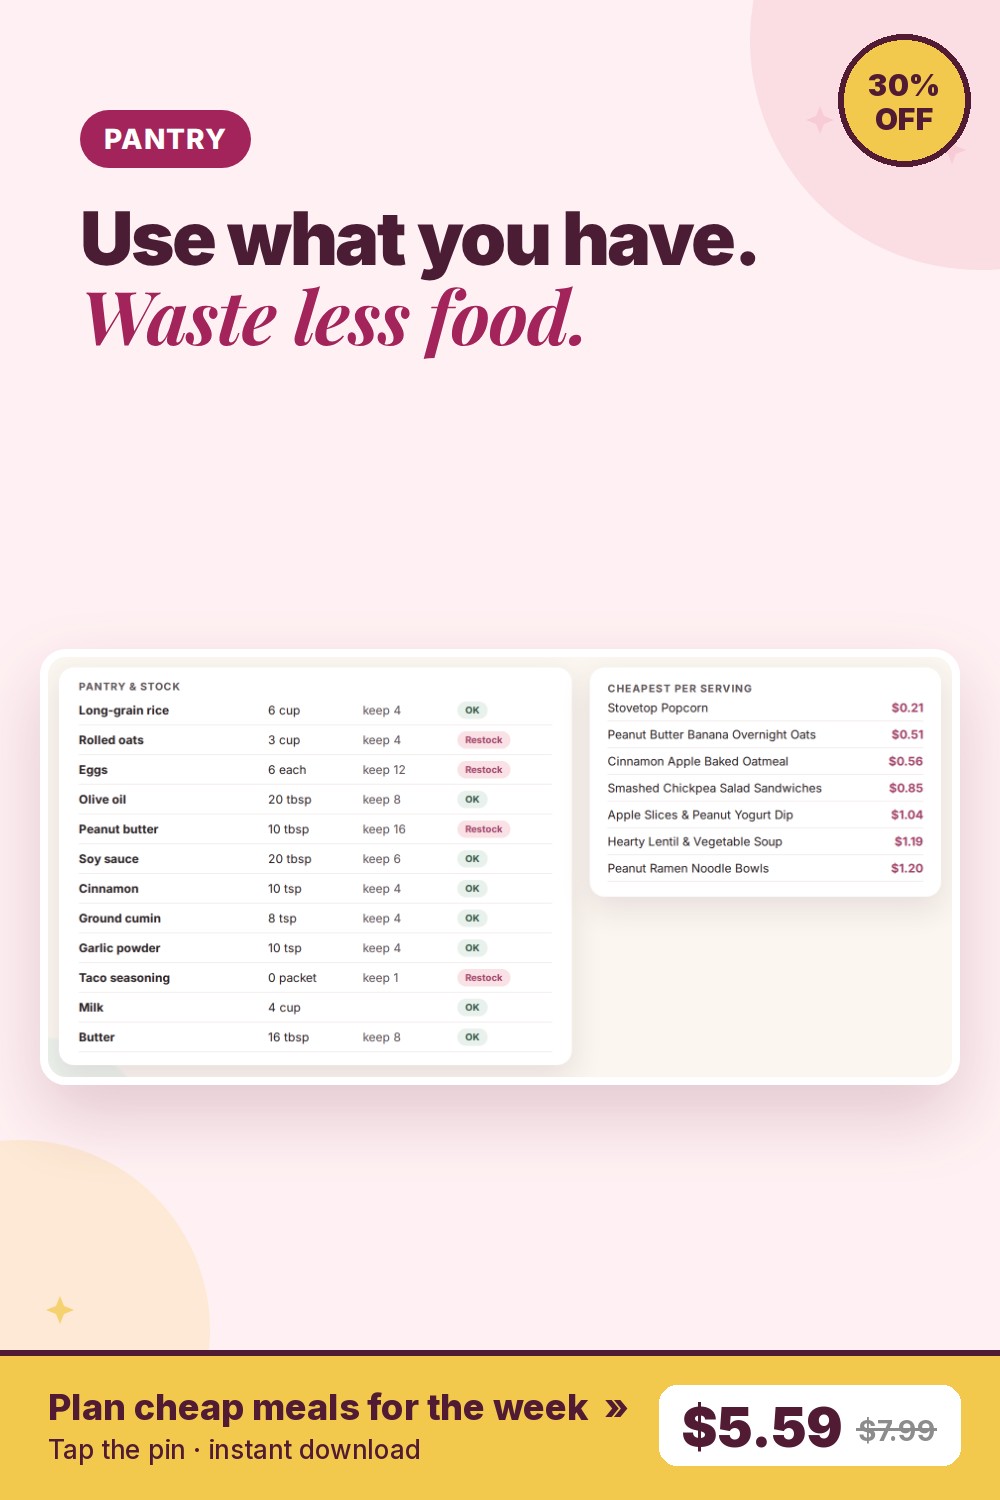 30%
OFF
PANTRY
Use what you have.
Waste less food.
PANTRY & STOCK
Long-grain rice 6 cup keep 4 OK
Rolled oats 3 cup keep 4 Restock
Eggs 6 each keep 12 Restock
Olive oil 20 tbsp keep 8 OK
Peanut butter 10 tbsp keep 16 Restock
Soy sauce 20 tbsp keep 6 OK
Cinnamon 10 tsp keep 4 OK
Ground cumin 8 tsp keep 4 OK
Garlic powder 10 tsp keep 4 OK
Taco seasoning 0 packet keep 1 Restock
Milk 4 cup OK
Butter 16 tbsp keep 8 OK
CHEAPEST PER SERVING
Stovetop Popcorn $0.21
Peanut Butter Banana Overnight Oats $0.51
Cinnamon Apple Baked Oatmeal $0.56
Smashed Chickpea Salad Sandwiches $0.85
Apple Slices & Peanut Yogurt Dip $1.04
Hearty Lentil & Vegetable Soup $1.19
Peanut Ramen Noodle Bowls $1.20
Plan cheap meals for the week »
Tap the pin · instant download
$5.59 $7.99